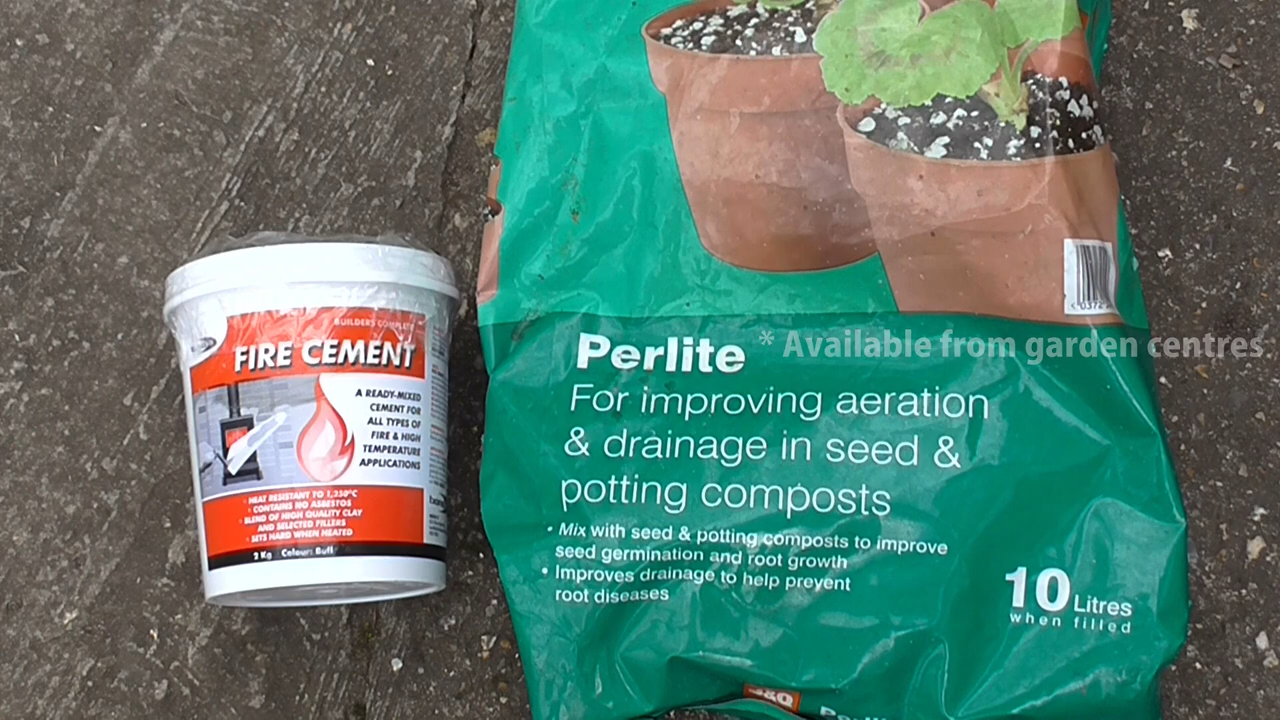 BUILDERS COMPLETE
FIRE CEMENT
A READY-MIXED
CEMENT FOR
ALL TYPES OF
FIRE & HIGH
TEMPERATURE
APPLICATIONS
• HEAT RESISTANT TO 1,250°C
• CONTAINS NO ASBESTOS
• BLEND OF HIGH QUALITY CLAY
AND SELECTED FILLERS
• SETS HARD WHEN HEATED
2 Kg Colour: Buff
Perlite
* Available from garden centres
For improving aeration
& drainage in seed &
potting composts
• Mix with seed & potting composts to improve
seed germination and root growth
• Improves drainage to help prevent
root diseases
10 Litres
when filled
B&Q